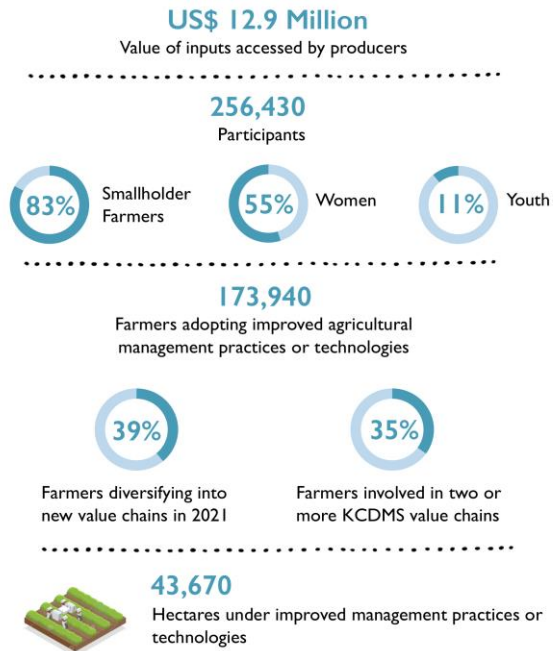 US$ 12.9 Million
Value of inputs accessed by producers
256,430
Participants
83%
Smallholder
Farmers
55%
Women
11%
Youth
173,940
Farmers adopting improved agricultural
management practices or technologies
39%
35%
Farmers diversifying into
new value chains in 2021
Farmers involved in two or
more KCDMS value chains
43,670
Hectares under improved management practices or
technologies